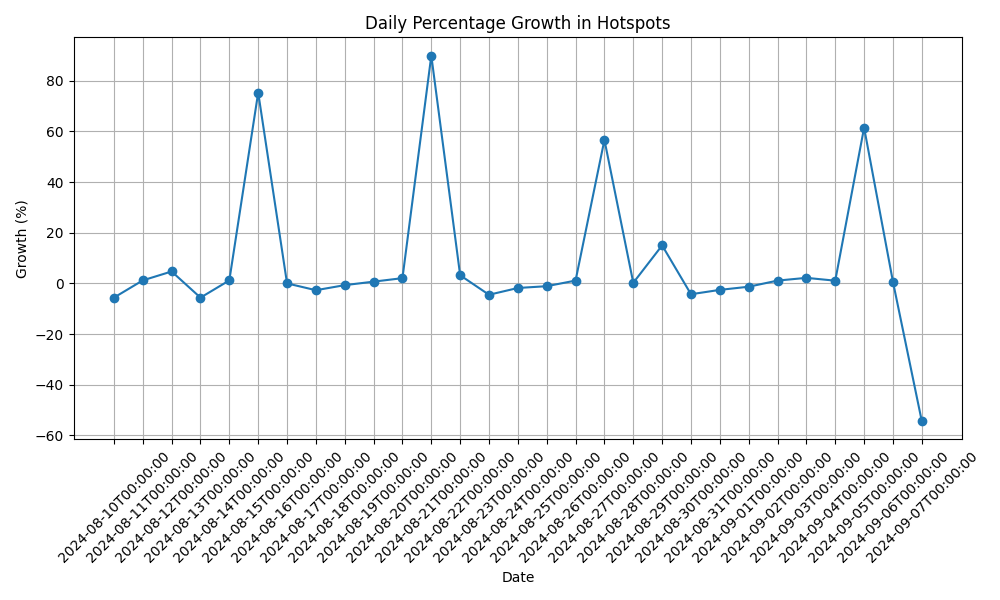 Daily Percentage Growth in Hotspots
Growth (%)
80
60
40
20
0
−20
−40
−60
2024-08-10T00:00:00
2024-08-11T00:00:00
2024-08-12T00:00:00
2024-08-13T00:00:00
2024-08-14T00:00:00
2024-08-15T00:00:00
2024-08-16T00:00:00
2024-08-17T00:00:00
2024-08-18T00:00:00
2024-08-19T00:00:00
2024-08-20T00:00:00
2024-08-21T00:00:00
2024-08-22T00:00:00
2024-08-23T00:00:00
2024-08-24T00:00:00
2024-08-25T00:00:00
2024-08-26T00:00:00
2024-08-27T00:00:00
2024-08-28T00:00:00
2024-08-29T00:00:00
2024-08-30T00:00:00
2024-08-31T00:00:00
2024-09-01T00:00:00
2024-09-02T00:00:00
2024-09-03T00:00:00
2024-09-04T00:00:00
2024-09-05T00:00:00
2024-09-06T00:00:00
2024-09-07T00:00:00
Date